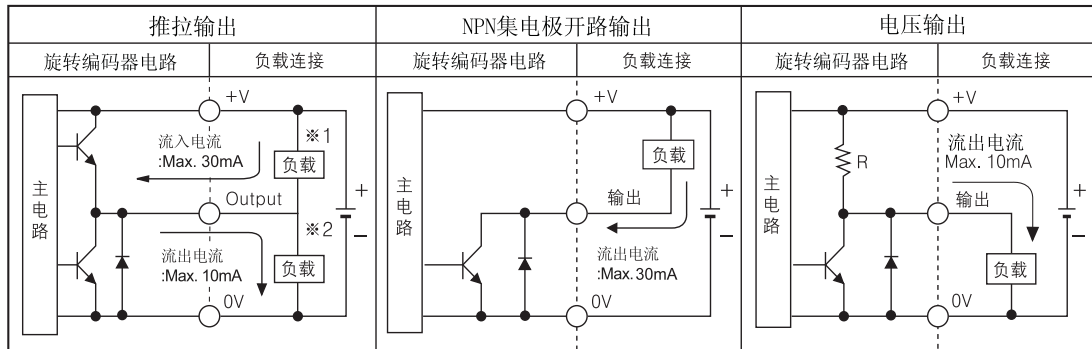 推拉输出
旋转编码器电路
负载连接
+V
※1
流入电流
:Max. 30mA
负载
主电路
Output
※2
流出电流
:Max. 10mA
负载
0V
+
−
NPN集电极开路输出
旋转编码器电路
负载连接
+V
负载
主电路
输出
流出电流
:Max. 30mA
0V
+
−
电压输出
旋转编码器电路
负载连接
+V
流出电流
Max. 10mA
R
主电路
输出
负载
0V
+
−